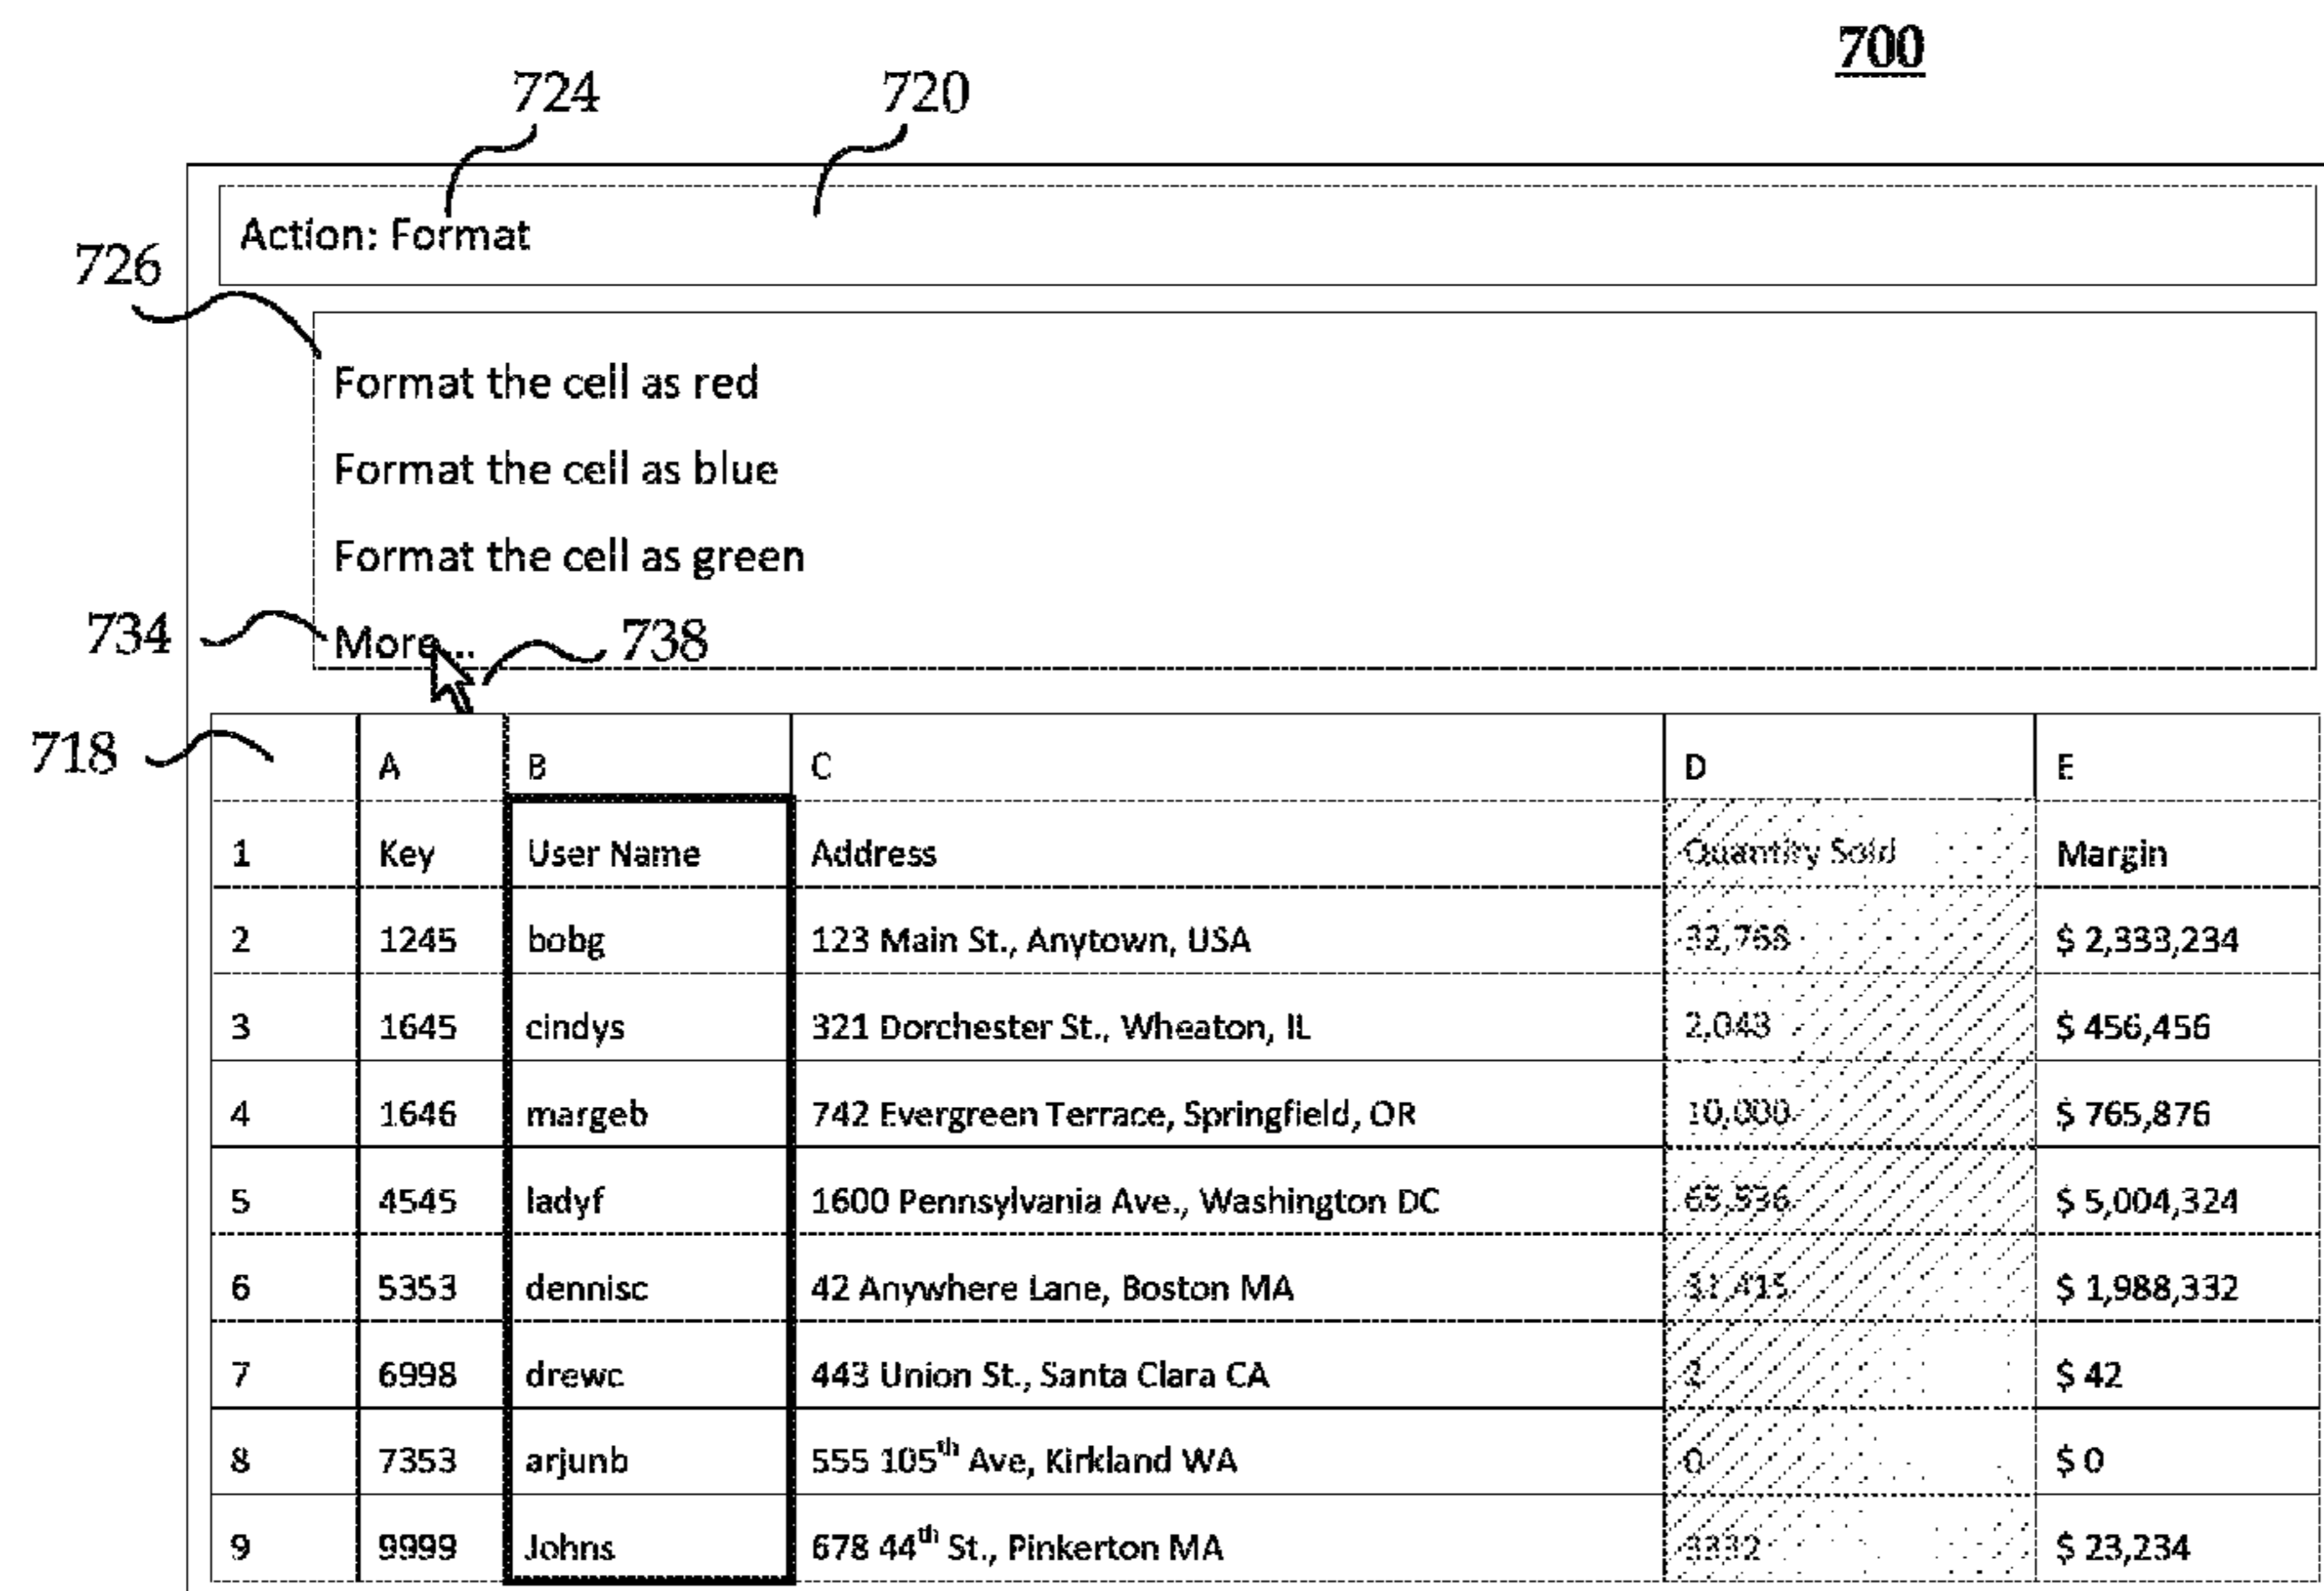 700
724 720
Action: Format
726
Format the cell as red
Format the cell as blue
Format the cell as green
734 More... 738
718 A B C D E
1 Key User Name Address Quantity Sold Margin
2 1245 bobg 123 Main St., Anytown, USA 32,768 $ 2,333,234
3 1645 cindys 321 Dorchester St., Wheaton, IL 2,043 $ 456,456
4 1646 margeb 742 Evergreen Terrace, Springfield, OR 10,000 $ 765,876
5 4545 ladyf 1600 Pennsylvania Ave., Washington DC $ 5,004,324
6 5353 dennisc 42 Anywhere Lane, Boston MA 31,415 $ 1,988,332
7 6998 drewc 443 Union St., Santa Clara CA 2 $ 42
8 7353 arjunb 555 105th Ave, Kirkland WA 0 $ 0
9 9999 Johns 678 44th St., Pinkerton MA 3332 $ 23,234